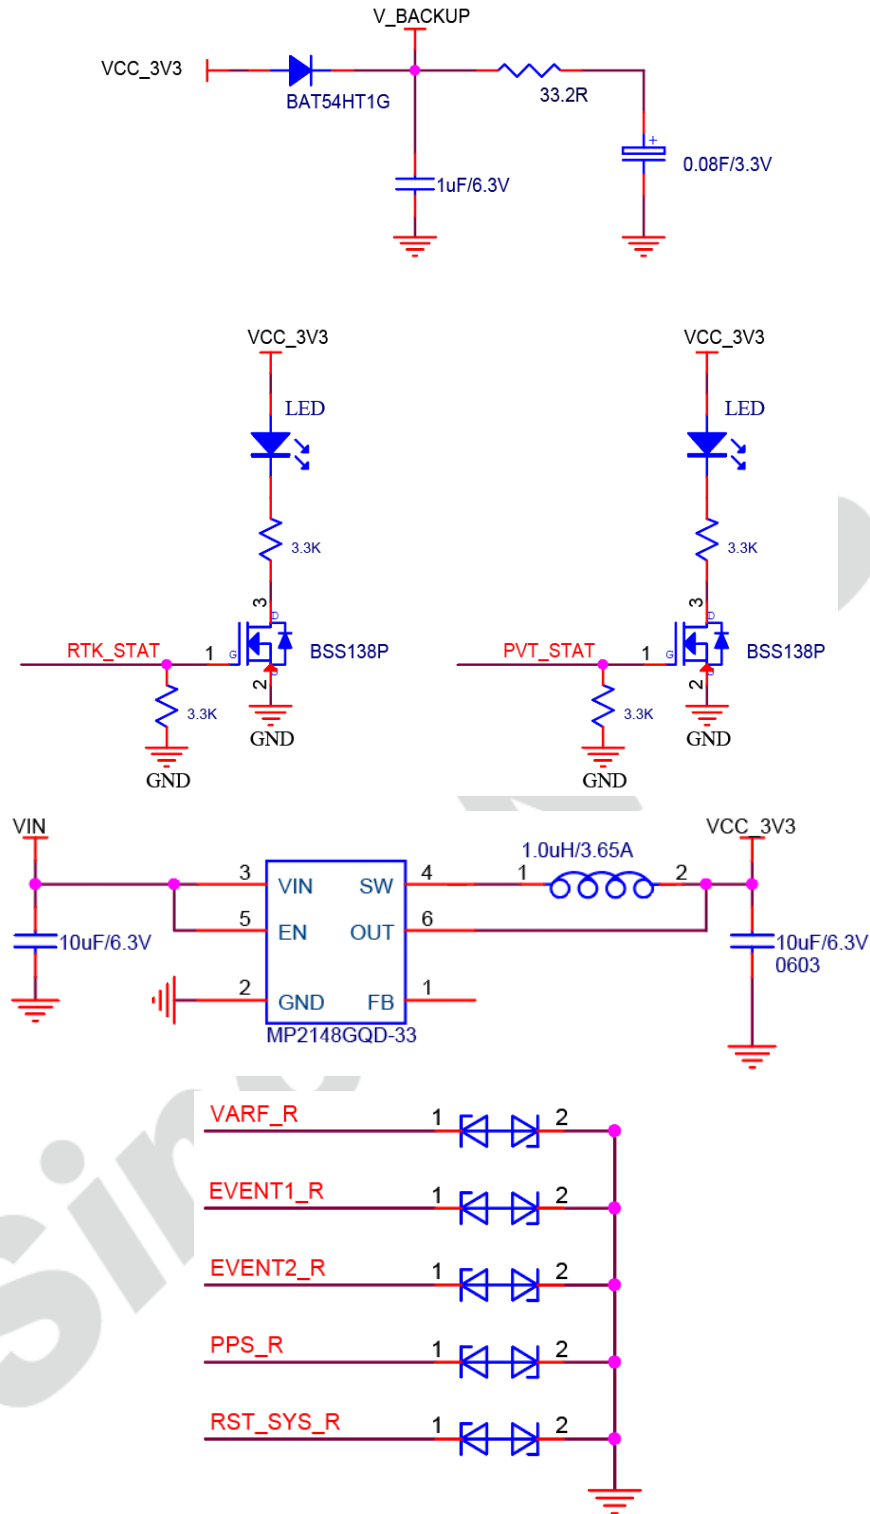 V_BACKUP
VCC_3V3
BAT54HT1G
33.2R
+
0.08F/3.3V
1uF/6.3V
VCC_3V3 VCC_3V3
LED LED
3.3K 3.3K
3 D 3 D
RTK_STAT 1 G BSS138P PVT_STAT 1 G BSS138P
2 2
3.3K 3.3K
GND GND
GND GND
VIN VCC_3V3
1.0uH/3.65A
3 VIN SW 4 1 2
5 EN OUT 6
10uF/6.3V 10uF/6.3V
0603
2 GND FB 1
MP2148GQD-33
VARF_R 1 2
EVENT1_R 1 2
EVENT2_R 1 2
PPS_R 1 2
RST_SYS_R 1 2